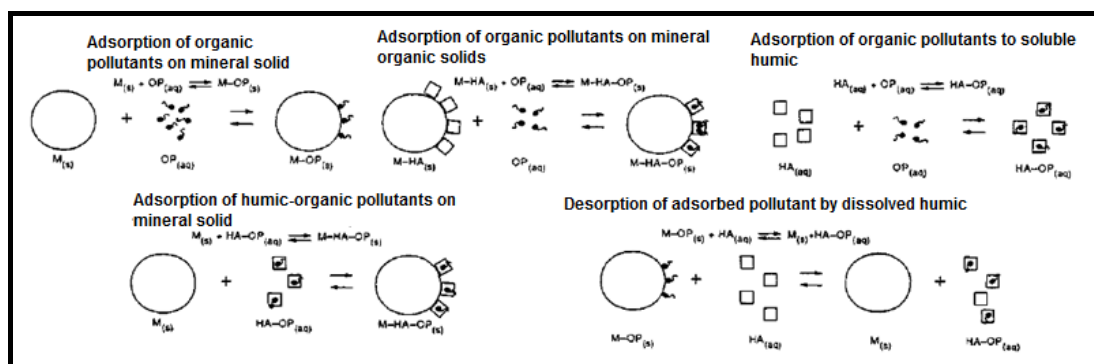 Adsorption of organic
pollutants on mineral solid
M(s) + OP(aq) ⇌ M-OP(s)
+
M(s)
OP(aq)
M-OP(s)
Adsorption of organic pollutants on mineral
organic solids
M-HA(s) + OP(aq) ⇌ M-HA-OP(s)
+
M-HA(s)
OP(aq)
M-HA-OP(s)
Adsorption of organic pollutants to soluble
humic
HA(aq) + OP(aq) ⇌ HA-OP(aq)
+
HA(aq)
OP(aq)
HA-OP(aq)
Adsorption of humic-organic pollutants on
mineral solid
M(s) + HA-OP(aq) ⇌ M-HA-OP(s)
+
M(s)
HA-OP(aq)
M-HA-OP(s)
Desorption of adsorbed pollutant by dissolved humic
M-OP(s) + HA(aq) ⇌ M(s)+HA-OP(aq)
+
+
M-OP(s)
HA(aq)
M(s)
HA-OP(aq)